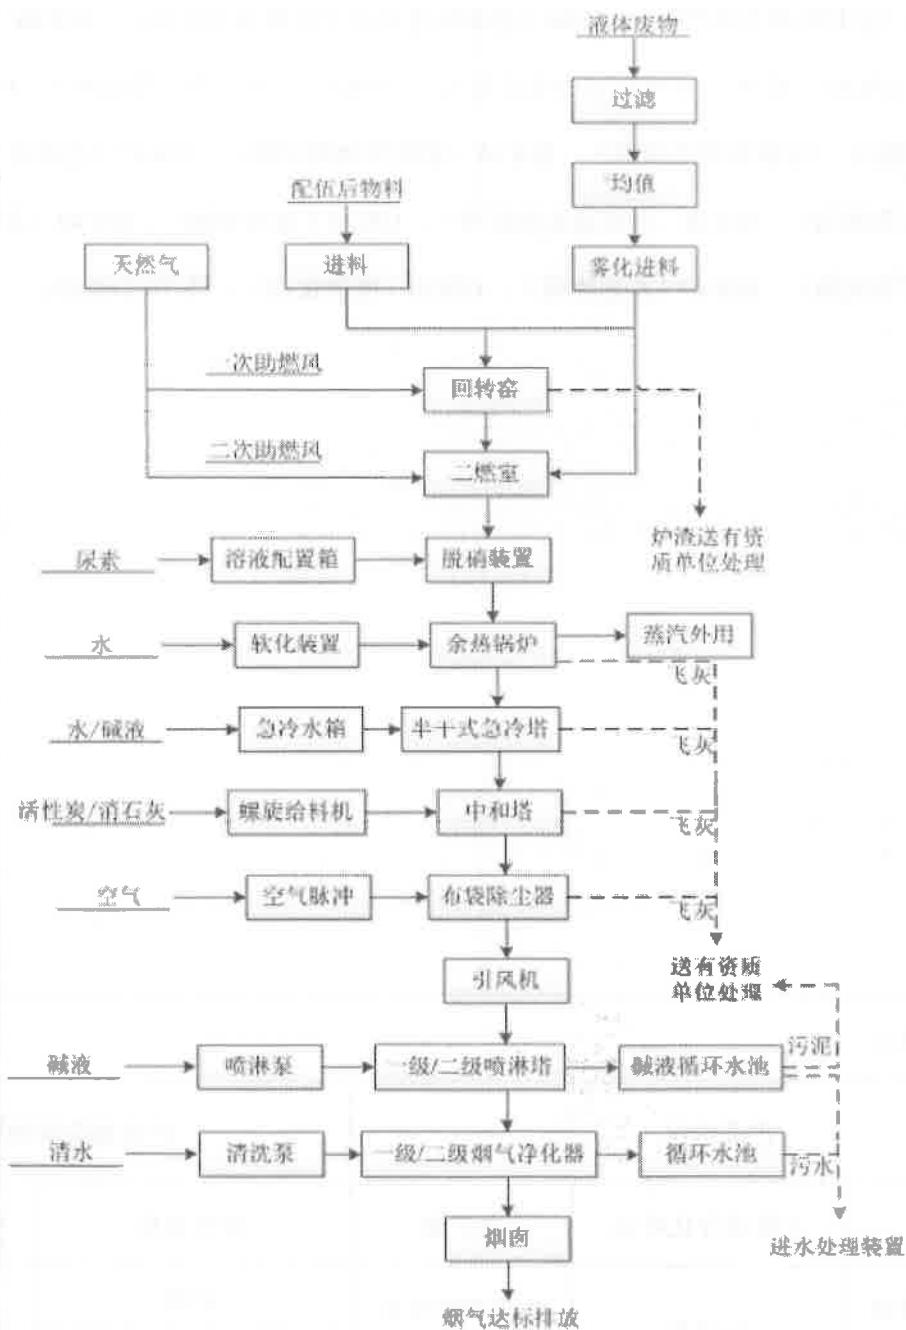 液体废物
过滤
均值
配伍后物料
天然气
进料
雾化进料
一次助燃风
回转窑
二次助燃风
二燃室
炉渣送有资
质单位处理
尿素
溶液配置箱
脱硝装置
水
软化装置
余热锅炉
蒸汽外用
飞灰
水/碱液
急冷水箱
半干式急冷塔
飞灰
活性炭/消石灰
螺旋给料机
中和塔
飞灰
空气
空气脉冲
布袋除尘器
飞灰
送有资质
单位处理
引风机
碱液
喷淋泵
一级/二级喷淋塔
碱液循环水池
污泥
清水
清洗泵
一级/二级烟气净化器
循环水池
污水
烟囱
进水处理装置
烟气达标排放